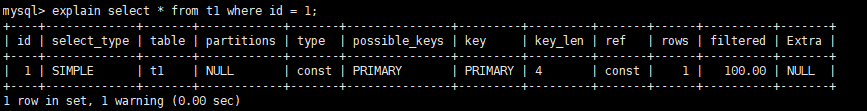 mysql> explain select * from t1 where id = 1;
+----+-------------+-------+------------+-------+---------------+---------+---------+-------+------+----------+-------+
| id | select_type | table | partitions | type | possible_keys | key | key_len | ref | rows | filtered | Extra |
+----+-------------+-------+------------+-------+---------------+---------+---------+-------+------+----------+-------+
| 1 | SIMPLE | t1 | NULL | const | PRIMARY | PRIMARY | 4 | const | 1 | 100.00 | NULL |
+----+-------------+-------+------------+-------+---------------+---------+---------+-------+------+----------+-------+
1 row in set, 1 warning (0.00 sec)